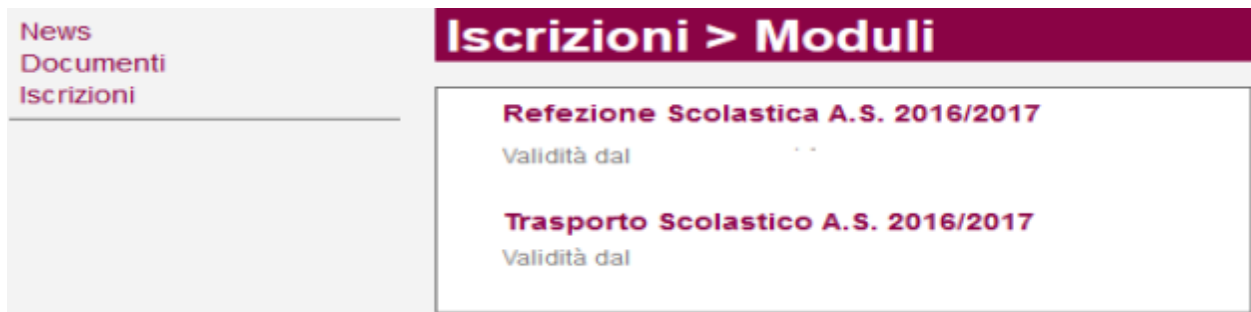 News
Documenti
Iscrizioni
Iscrizioni > Moduli
Refezione Scolastica A.S. 2016/2017
Validità dal
Trasporto Scolastico A.S. 2016/2017
Validità dal